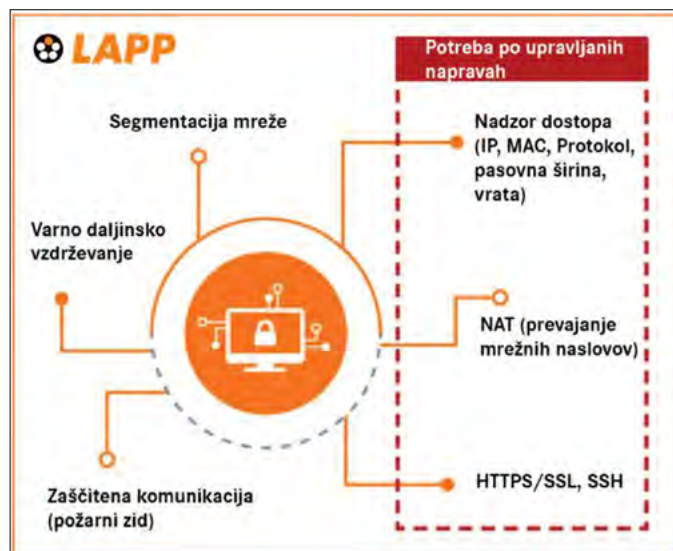 LAPP
Potreba po upravljanih
napravah
Segmentacija mreže
Nadzor dostopa
(IP, MAC, Protokol,
pasovna širina,
vrata)
Varno daljinsko
vzdrževanje
NAT (prevajanje
mrežnih naslovov)
Zaščitena komunikacija
(požarni zid)
HTTPS/SSL, SSH